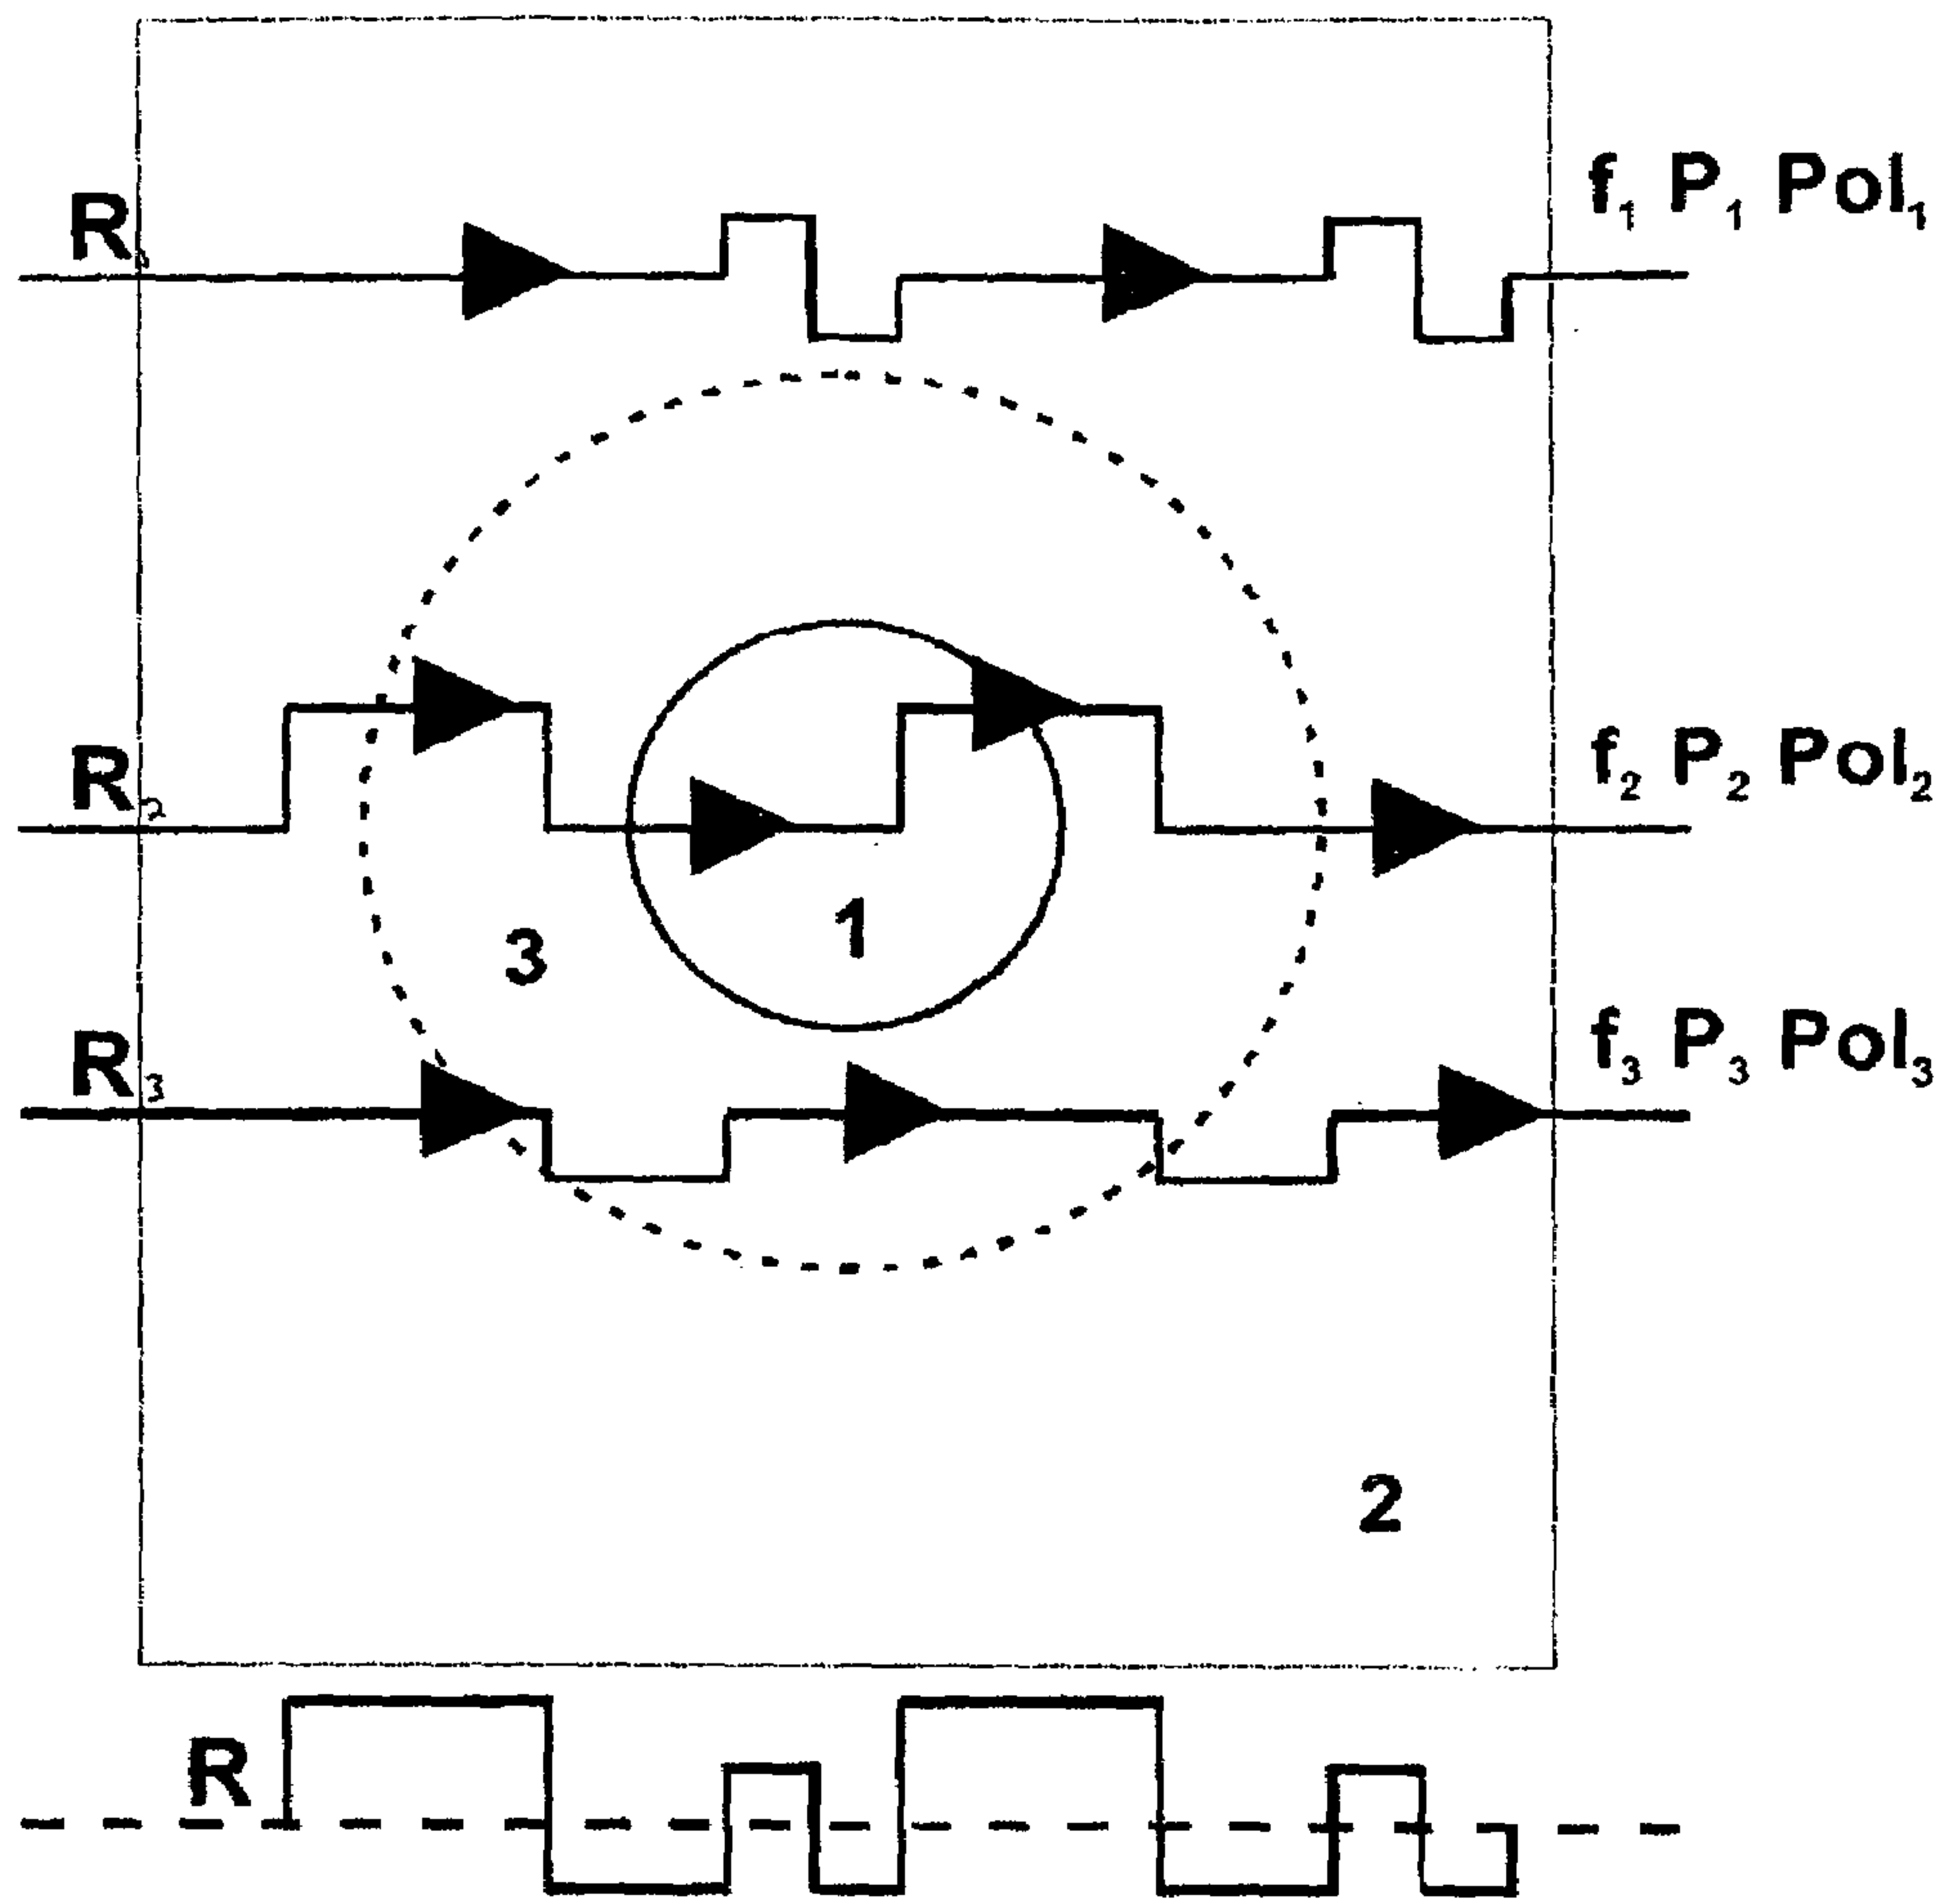 R₁ f₁ P₁ Pol₁
R₂ f₂ P₂ Pol₂
1
3
R₃ f₃ P₃ Pol₃
2
R